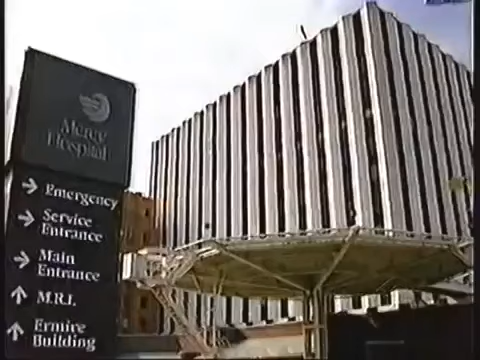 Mercy
Hospital
→ Emergency
→ Service
Entrance
→ Main
Entrance
↑ M.R.I.
↑ Ermire
Building